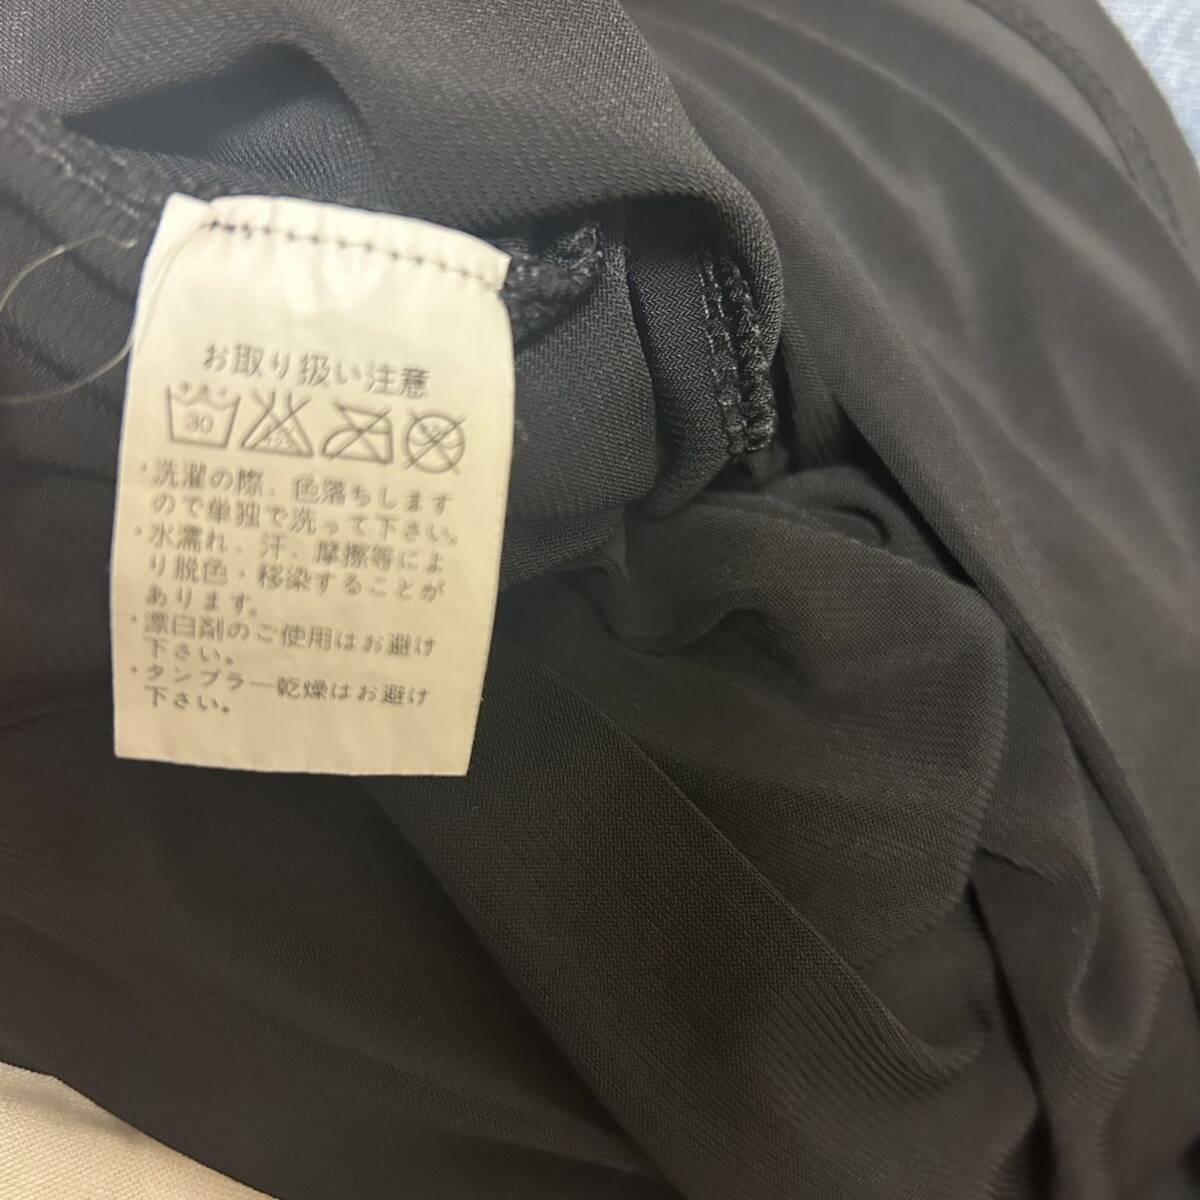 お取り扱い注意
30
・洗濯の際、色落ちします
ので単独で洗って下さい。
・水濡れ、汗、摩擦等によ
り脱色・移染することが
あります。
・漂白剤のご使用はお避け
下さい。
・タンブラー乾燥はお避け
下さい。